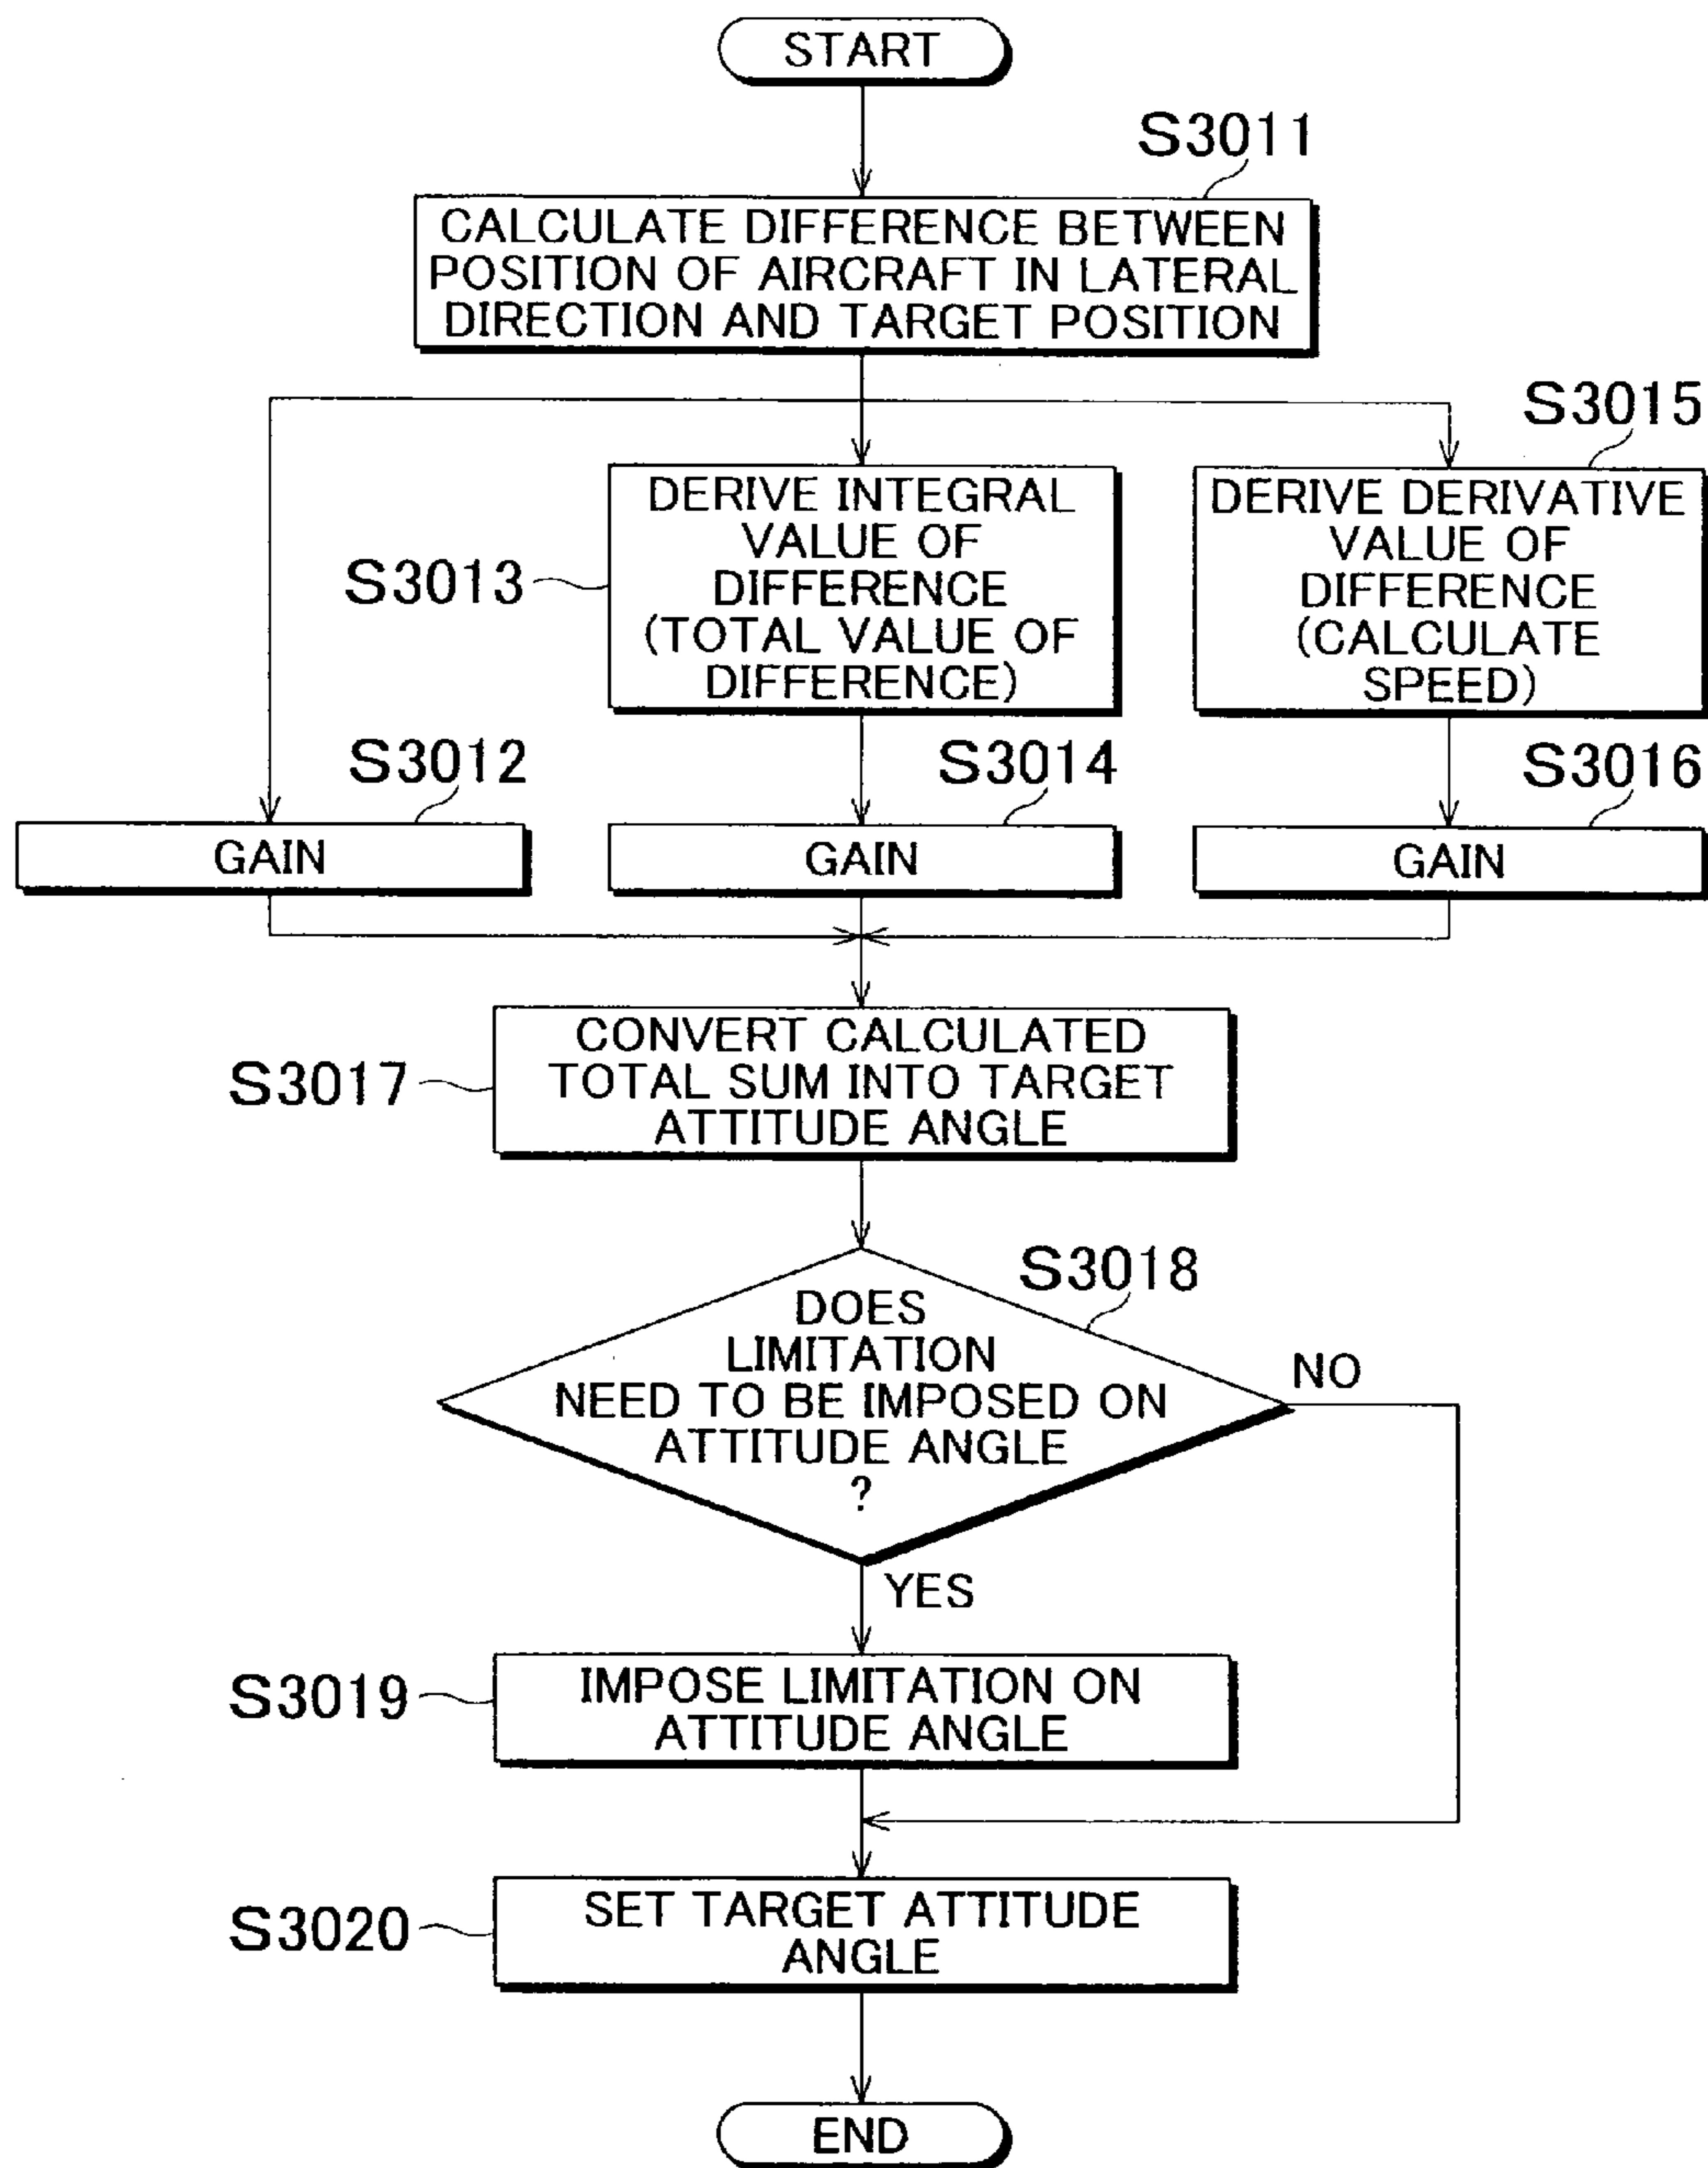 START
S3011
CALCULATE DIFFERENCE BETWEEN
POSITION OF AIRCRAFT IN LATERAL
DIRECTION AND TARGET POSITION
S3013
DERIVE INTEGRAL
VALUE OF
DIFFERENCE
(TOTAL VALUE OF
DIFFERENCE)
S3015
DERIVE DERIVATIVE
VALUE OF
DIFFERENCE
(CALCULATE
SPEED)
S3012
GAIN
S3014
GAIN
S3016
GAIN
S3017
CONVERT CALCULATED
TOTAL SUM INTO TARGET
ATTITUDE ANGLE
S3018
DOES
LIMITATION
NEED TO BE IMPOSED ON
ATTITUDE ANGLE
?
NO
YES
S3019
IMPOSE LIMITATION ON
ATTITUDE ANGLE
S3020
SET TARGET ATTITUDE
ANGLE
END